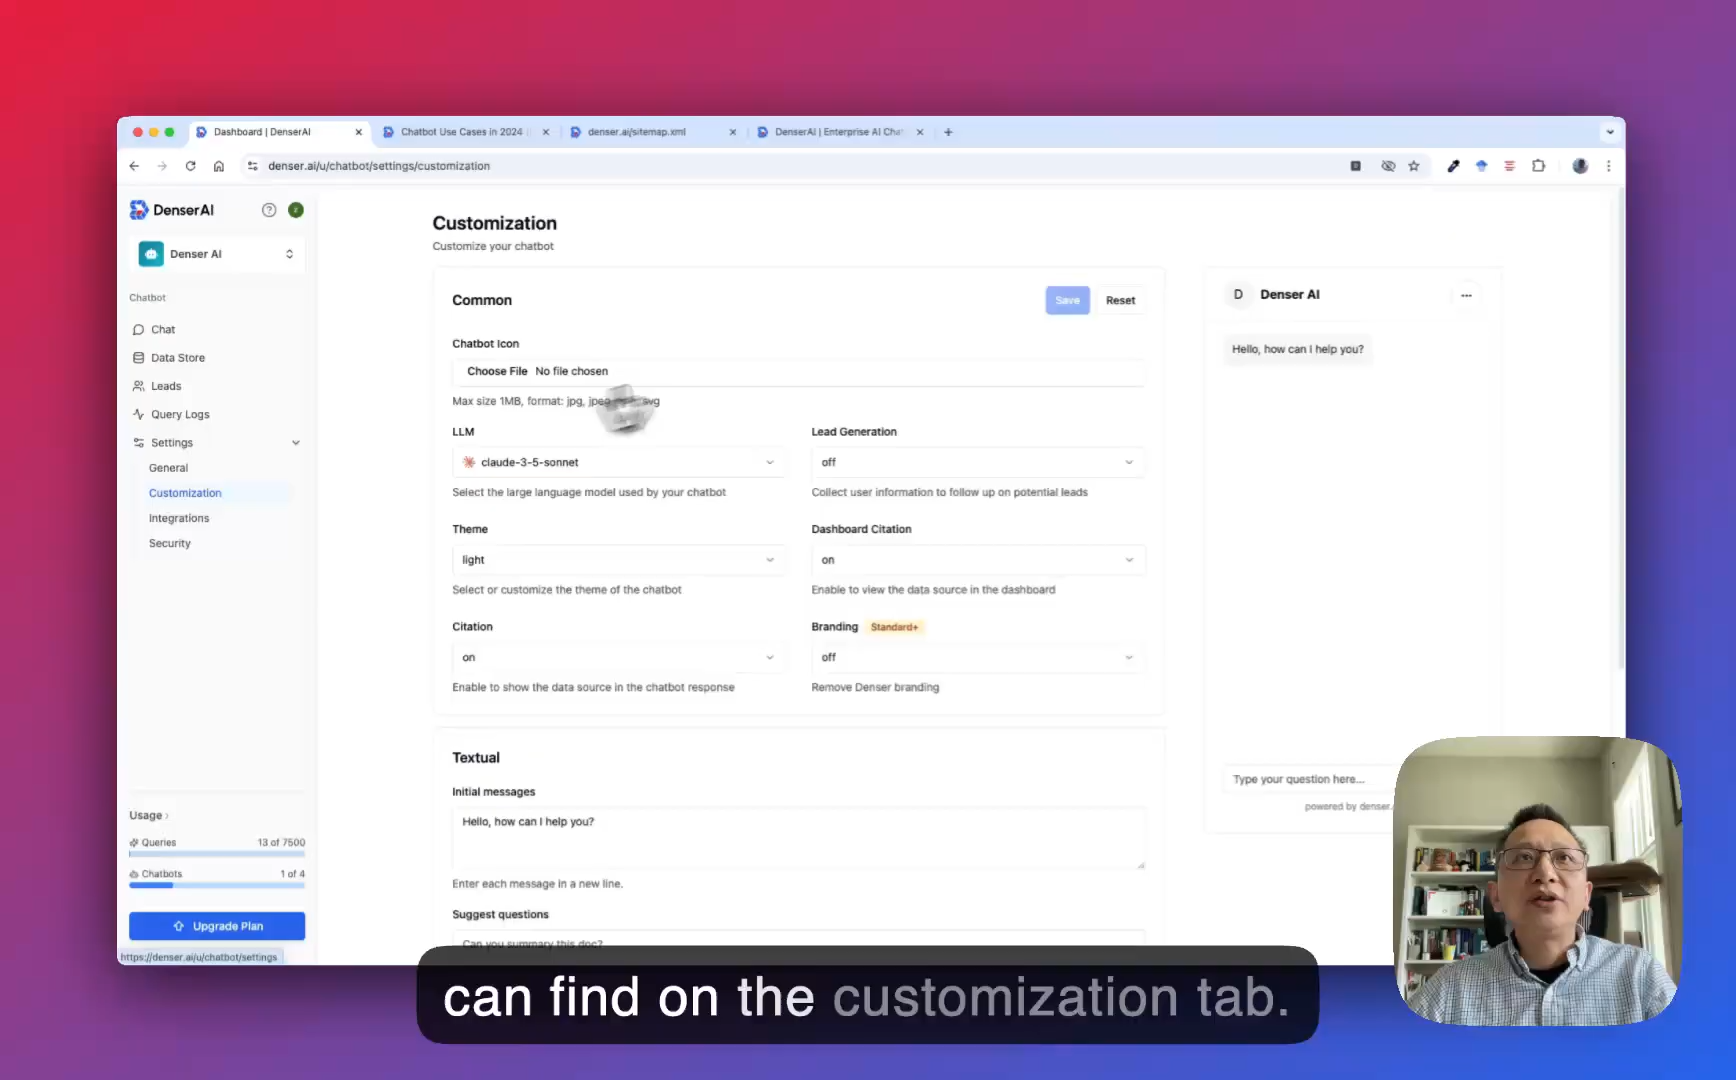 Dashboard | DenserAI
Chatbot Use Cases in 2024
denser.ai/sitemap.xml
DenserAI | Enterprise AI Cha
denser.ai/u/chatbot/settings/customization
DenserAI
Denser AI
Chatbot
Chat
Data Store
Leads
Query Logs
Settings
General
Customization
Integrations
Security
Usage
Queries 13 of 7500
Chatbots 1 of 4
Upgrade Plan
https://denser.ai/u/chatbot/settings
Customization
Customize your chatbot
Common
Save Reset
Chatbot Icon
Choose File No file chosen
Max size 1MB, format: jpg, jpeg, svg
LLM
claude-3-5-sonnet
Select the large language model used by your chatbot
Lead Generation
off
Collect user information to follow up on potential leads
Theme
light
Select or customize the theme of the chatbot
Dashboard Citation
on
Enable to view the data source in the dashboard
Citation
on
Enable to show the data source in the chatbot response
Branding Standard+
off
Remove Denser branding
Textual
Initial messages
Hello, how can I help you?
Enter each message in a new line.
Suggest questions
Can you summary this doc?
D Denser AI
Hello, how can I help you?
Type your question here...
powered by denser.
can find on the customization tab.